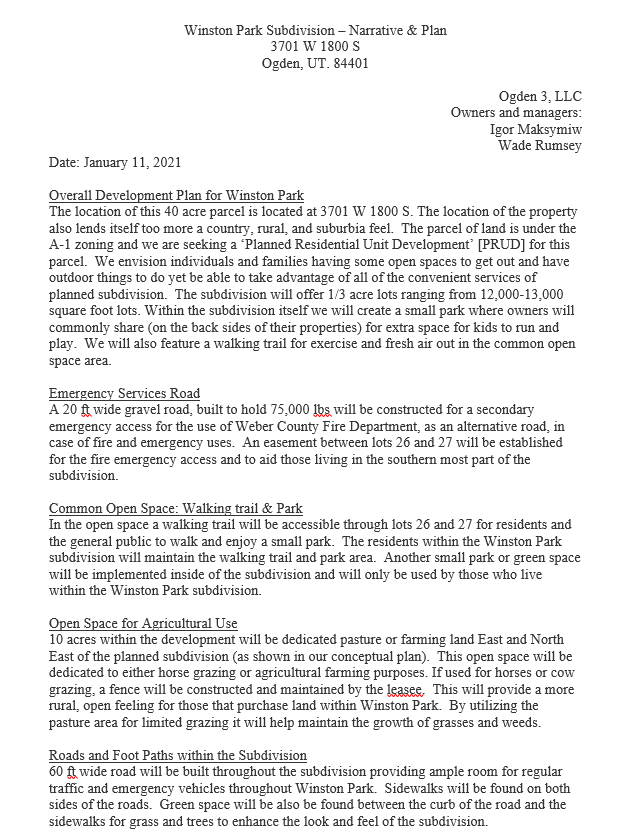 Winston Park Subdivision – Narrative & Plan
3701 W 1800 S
Ogden, UT. 84401
Ogden 3, LLC
Owners and managers:
Igor Maksymiw
Wade Rumsey
Date: January 11, 2021
Overall Development Plan for Winston Park
The location of this 40 acre parcel is located at 3701 W 1800 S. The location of the property
also lends itself too more a country, rural, and suburbia feel.  The parcel of land is under the
A-1 zoning and we are seeking a ‘Planned Residential Unit Development’ [PRUD] for this
parcel.  We envision individuals and families having some open spaces to get out and have
outdoor things to do yet be able to take advantage of all of the convenient services of
planned subdivision.  The subdivision will offer 1/3 acre lots ranging from 12,000-13,000
square foot lots. Within the subdivision itself we will create a small park where owners will
commonly share (on the back sides of their properties) for extra space for kids to run and
play.  We will also feature a walking trail for exercise and fresh air out in the common open
space area.
Emergency Services Road
A 20 ft wide gravel road, built to hold 75,000 lbs will be constructed for a secondary
emergency access for the use of Weber County Fire Department, as an alternative road, in
case of fire and emergency uses.  An easement between lots 26 and 27 will be established
for the fire emergency access and to aid those living in the southern most part of the
subdivision.
Common Open Space: Walking trail & Park
In the open space a walking trail will be accessible through lots 26 and 27 for residents and
the general public to walk and enjoy a small park.  The residents within the Winston Park
subdivision will maintain the walking trail and park area.  Another small park or green space
will be implemented inside of the subdivision and will only be used by those who live
within the Winston Park subdivision.
Open Space for Agricultural Use
10 acres within the development will be dedicated pasture or farming land East and North
East of the planned subdivision (as shown in our conceptual plan).  This open space will be
dedicated to either horse grazing or agricultural farming purposes. If used for horses or cow
grazing, a fence will be constructed and maintained by the leasee.  This will provide a more
rural, open feeling for those that purchase land within Winston Park.  By utilizing the
pasture area for limited grazing it will help maintain the growth of grasses and weeds.
Roads and Foot Paths within the Subdivision
60 ft wide road will be built throughout the subdivision providing ample room for regular
traffic and emergency vehicles throughout Winston Park.  Sidewalks will be found on both
sides of the roads.  Green space will be also be found between the curb of the road and the
sidewalks for grass and trees to enhance the look and feel of the subdivision.